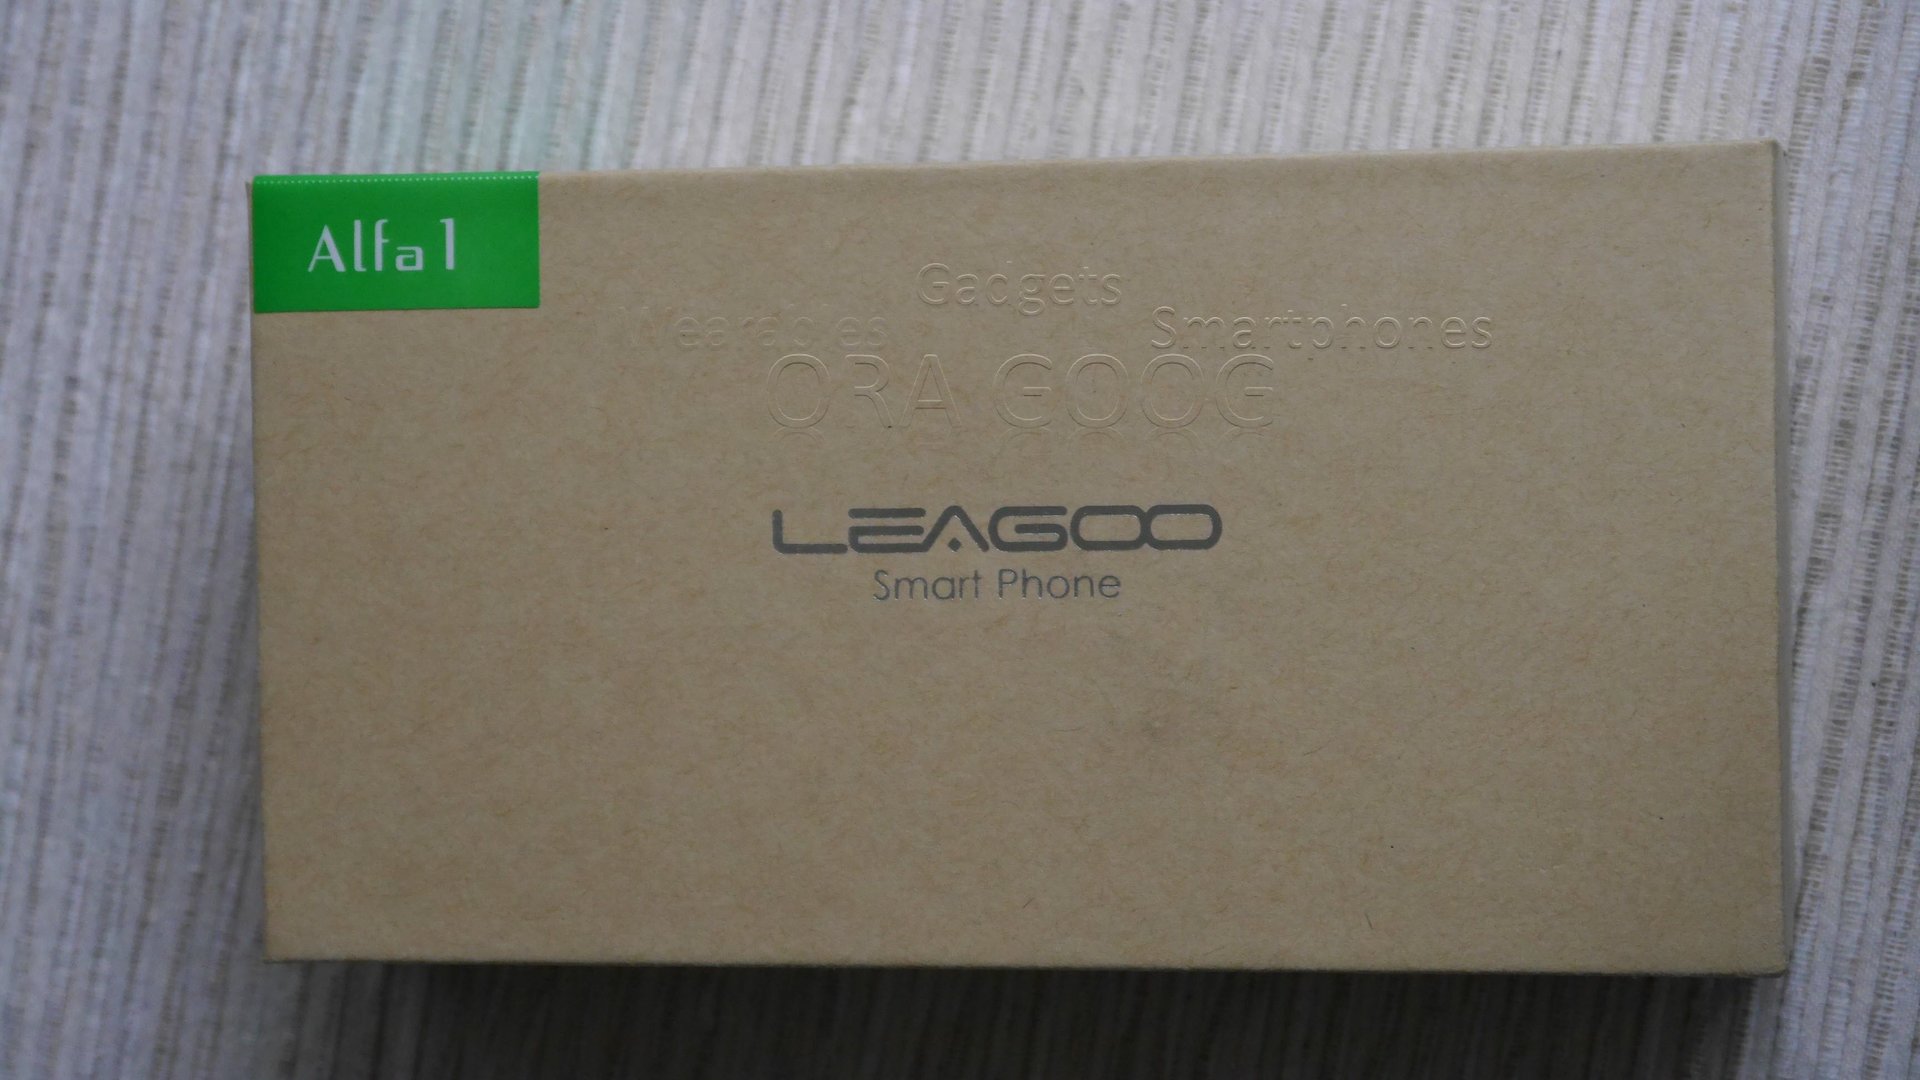 Alfa 1
Gadgets
Wearables
Smartphones
ORA GOOG
LEAGOO
Smart Phone